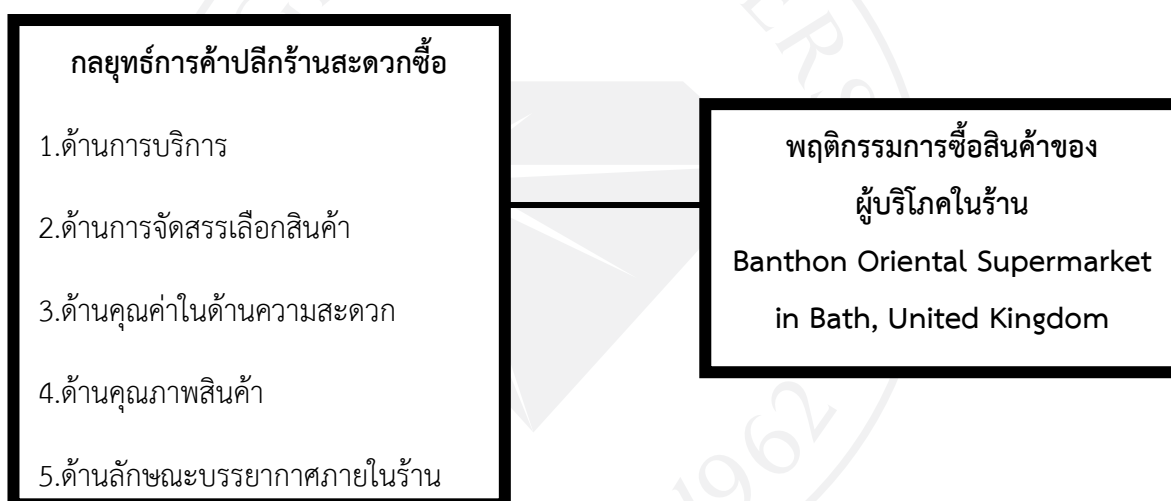 กลยุทธ์การค้าปลีกร้านสะดวกซื้อ
1.ด้านการบริการ
2.ด้านการจัดสรรเลือกสินค้า
3.ด้านคุณค่าในด้านความสะดวก
4.ด้านคุณภาพสินค้า
5.ด้านลักษณะบรรยากาศภายในร้าน
พฤติกรรมการซื้อสินค้าของ
ผู้บริโภคในร้าน
Banthon Oriental Supermarket
in Bath, United Kingdom